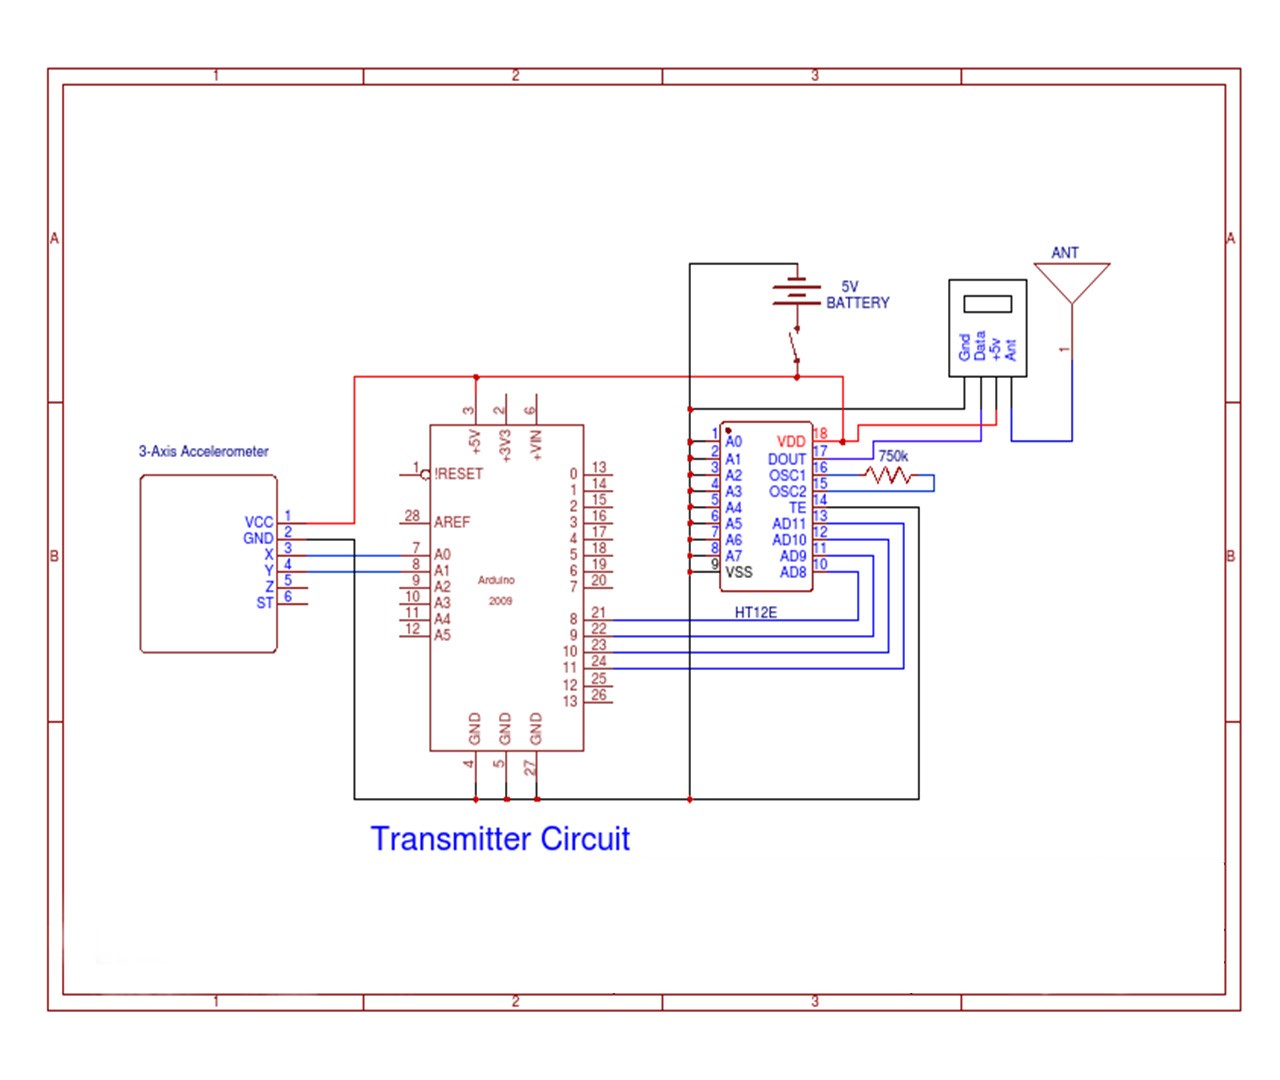 1 2 3
A A
ANT
5V
BATTERY
Gnd Data +5v Ant
1
3 2 6
+5V +3V3 +VIN
3-Axis Accelerometer
VCC 1
GND 2
X 3
Y 4
Z 5
ST 6
1 !RESET
28 AREF
7 A0
8 A1
9 A2
10 A3
11 A4
12 A5
Arduino
2009
0 13
1 14
2 15
3 16
4 17
5 18
6 19
7 20
8 21
9 22
10 23
11 24
12 25
13 26
GND GND GND
4 5 27
1 A0 VDD 18
2 A1 DOUT 17
3 A2 OSC1 16
4 A3 OSC2 15
5 A4 TE 14
6 A5 AD11 13
7 A6 AD10 12
8 A7 AD9 11
9 VSS AD8 10
750k
HT12E
B B
Transmitter Circuit
1 2 3